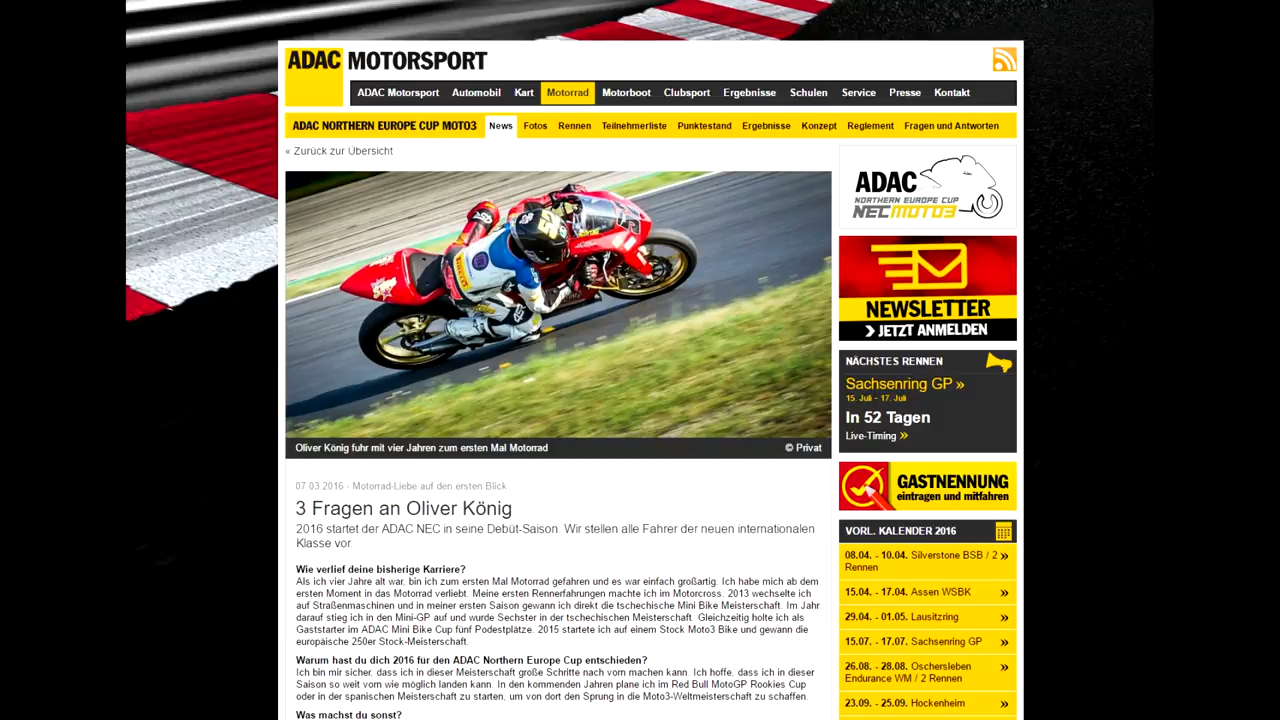 ADAC MOTORSPORT
ADAC Motorsport Automobil Kart Motorrad Motorboot Clubsport Ergebnisse Schulen Service Presse Kontakt
ADAC NORTHERN EUROPE CUP MOTO3 News Fotos Rennen Teilnehmerliste Punktestand Ergebnisse Konzept Reglement Fragen und Antworten
« Zurück zur Übersicht
Oliver König fuhr mit vier Jahren zum ersten Mal Motorrad © Privat
07 03 2016 - Motorrad-Liebe auf den ersten Blick
3 Fragen an Oliver König
2016 startet der ADAC NEC in seine Debüt-Saison. Wir stellen alle Fahrer der neuen internationalen
Klasse vor.
Wie verlief deine bisherige Karriere?
Als ich vier Jahre alt war, bin ich zum ersten Mal Motorrad gefahren und es war einfach großartig. Ich habe mich ab dem
ersten Moment in das Motorrad verliebt. Meine ersten Rennerfahrungen machte ich im Motorcross. 2013 wechselte ich
auf Straßenmaschinen und in meiner ersten Saison gewann ich direkt die tschechische Mini Bike Meisterschaft. Im Jahr
darauf stieg ich in den Mini-GP auf und wurde Sechster in der tschechischen Meisterschaft. Gleichzeitig holte ich als
Gaststarter im ADAC Mini Bike Cup fünf Podestplätze. 2015 startete ich auf einem Stock Moto3 Bike und gewann die
europäische 250er Stock-Meisterschaft.
Warum hast du dich 2016 für den ADAC Northern Europe Cup entschieden?
Ich bin mir sicher, dass ich in dieser Meisterschaft große Schritte nach vorn machen kann. Ich hoffe, dass ich in dieser
Saison so weit vorn wie möglich landen kann. In den kommenden Jahren plane ich im Red Bull MotoGP Rookies Cup
oder in der spanischen Meisterschaft zu starten, um von dort den Sprung in die Moto3-Weltmeisterschaft zu schaffen.
Was machst du sonst?
ADAC
NORTHERN EUROPE CUP
NEC MOTO3
NEWSLETTER
JETZT ANMELDEN
NÄCHSTES RENNEN
Sachsenring GP »
15. Juli - 17. Juli
In 52 Tagen
Live-Timing »
GASTNENNUNG
eintragen und mitfahren
VORL. KALENDER 2016
08.04. - 10.04. Silverstone BSB / 2 »
Rennen
15.04. - 17.04. Assen WSBK »
29.04. - 01.05. Lausitzring »
15.07. - 17.07. Sachsenring GP »
26.08. - 28.08. Oschersleben »
Endurance WM / 2 Rennen
23.09. - 25.09. Hockenheim »